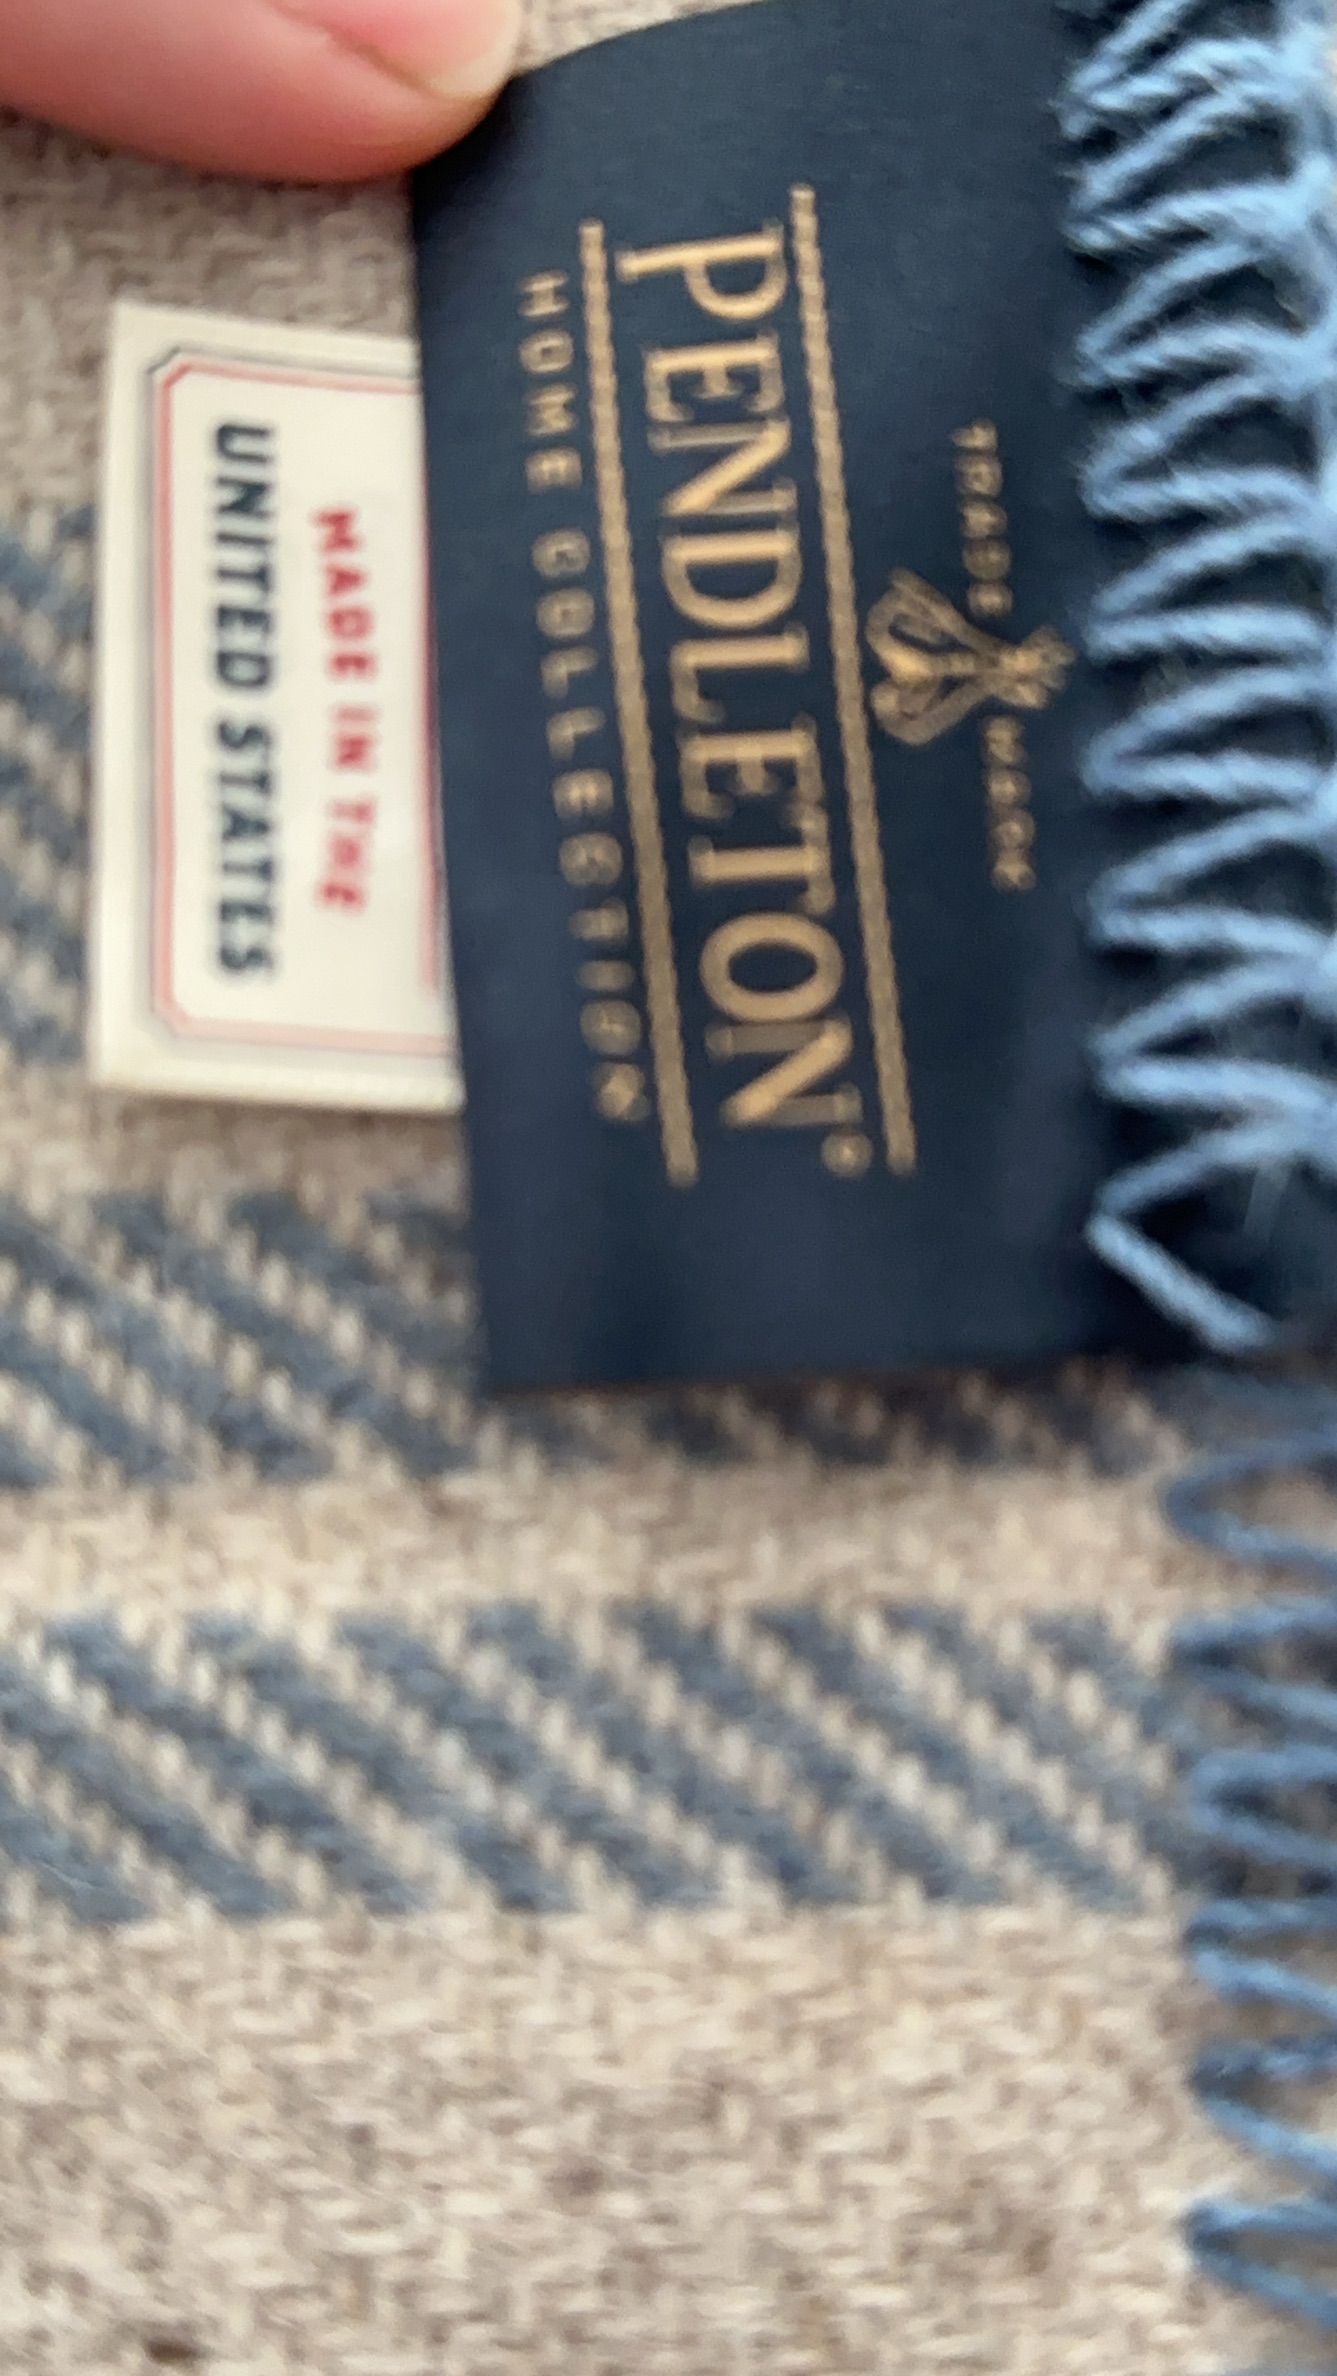 TRADE MARK
PENDLETON®
HOME COLLECTION
MADE IN THE
UNITED STATES